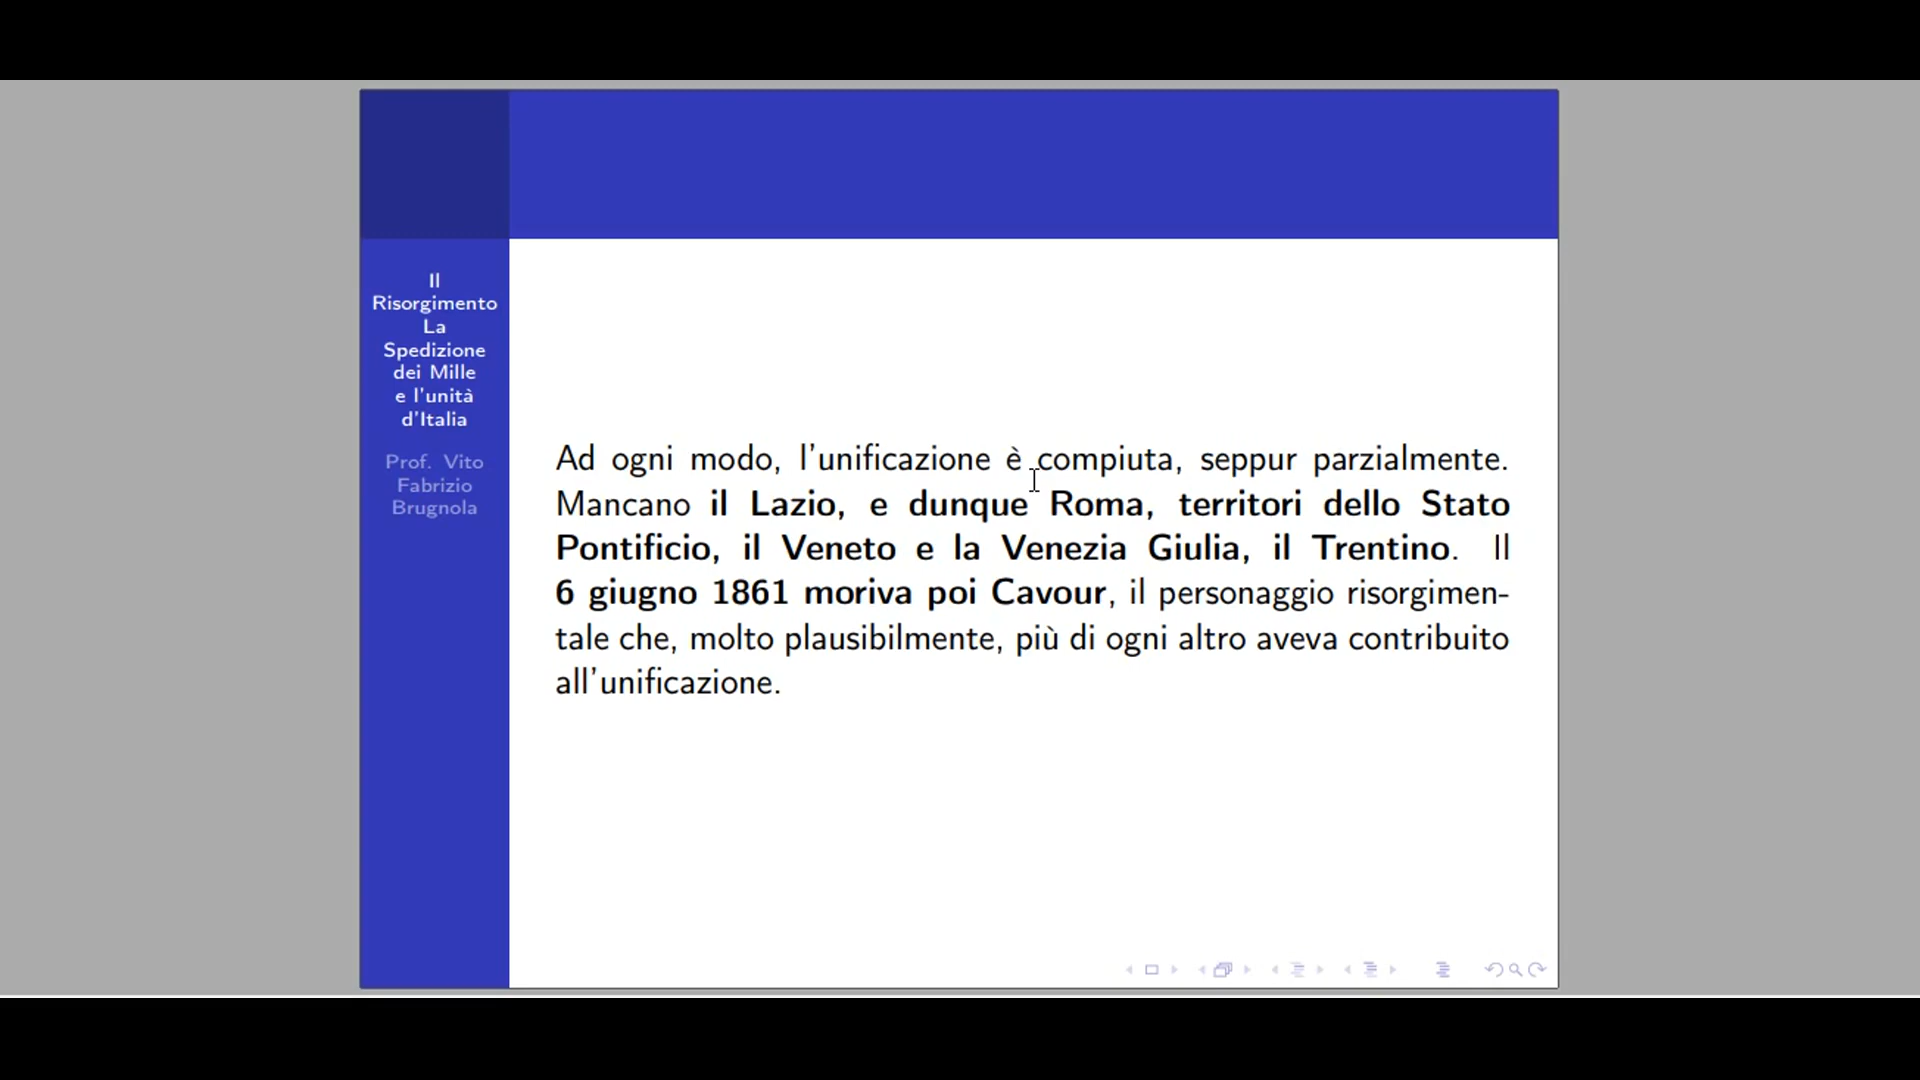 Il
Risorgimento
La
Spedizione
dei Mille
e l'unità
d'Italia
Prof. Vito
Fabrizio
Brugnola
Ad ogni modo, l'unificazione è compiuta, seppur parzialmente.
Mancano il Lazio, e dunque Roma, territori dello Stato
Pontificio, il Veneto e la Venezia Giulia, il Trentino. Il
6 giugno 1861 moriva poi Cavour, il personaggio risorgimen-
tale che, molto plausibilmente, più di ogni altro aveva contribuito
all'unificazione.